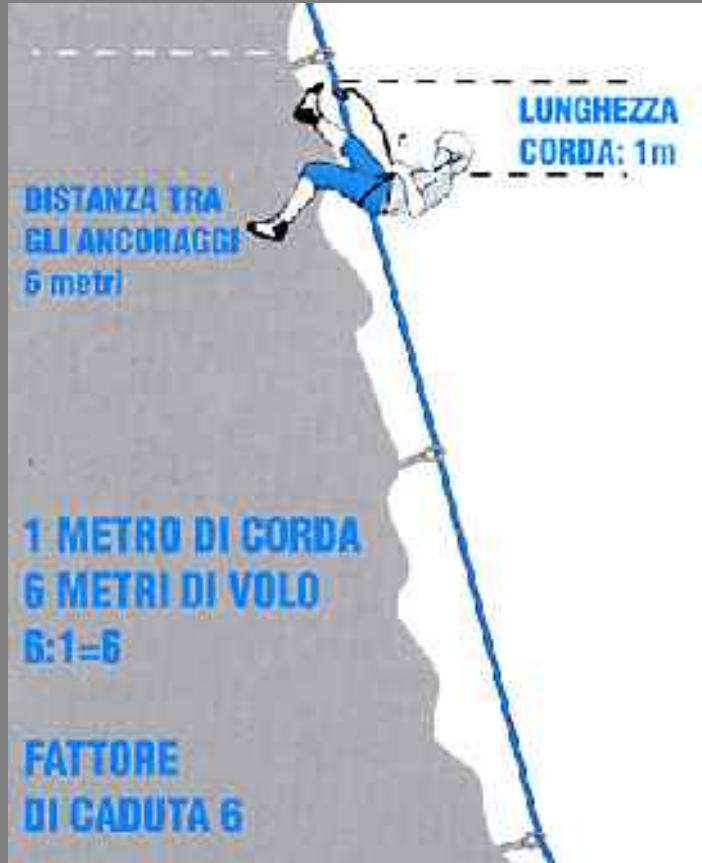 LUNGHEZZA
CORDA: 1m
DISTANZA TRA
GLI ANCORAGGI
6 metri
1 METRO DI CORDA
6 METRI DI VOLO
6:1=6
FATTORE
DI CADUTA 6